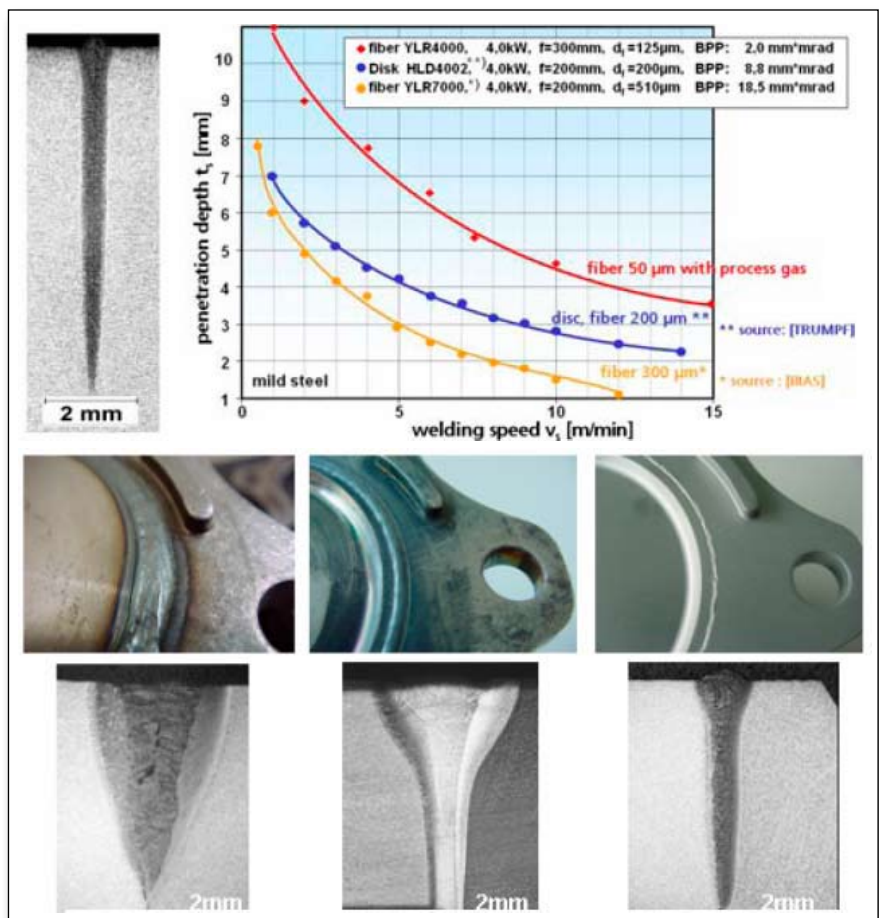 10
9
8
7
6
5
4
3
2
1
penetration depth tₛ [mm]
fiber YLR4000, 4,0kW, f=300mm, d_f =125µm, BPP: 2,0 mm*mrad
Disk HLD4002,**) 4,0kW, f=200mm, d_f =200µm, BPP: 8,8 mm*mrad
fiber YLR7000,*) 4,0kW, f=200mm, d_f =510µm BPP: 18.5 mm*mrad
fiber 50 µm with process gas
disc, fiber 200 µm **
** source: [TRUMPF]
fiber 300 µm*
* source : [BIAS]
mild steel
0
5
10
15
welding speed vₛ [m/min]
2 mm
2mm
2mm
2mm